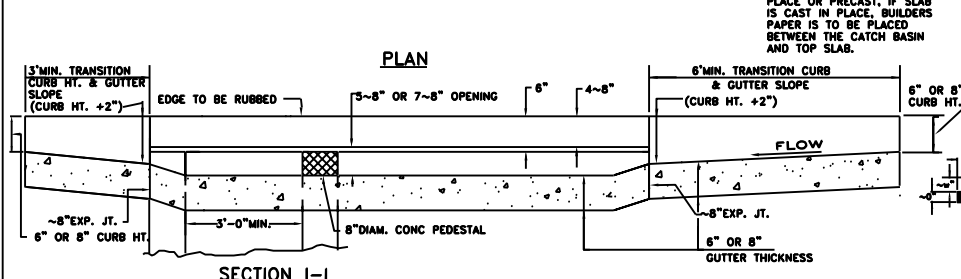 PLACE OR PRECAST, IF SLAB
IS CAST IN PLACE, BUILDERS
PAPER IS TO BE PLACED
BETWEEN THE CATCH BASIN
AND TOP SLAB.
PLAN
3'MIN. TRANSITION
CURB HT. & GUTTER
SLOPE
(CURB HT. +2")
EDGE TO BE RUBBED
5~8" OR 7~8" OPENING
6"
4~8"
6'MIN. TRANSITION CURB
& GUTTER SLOPE
(CURB HT. +2")
6" OR 8"
CURB HT.
FLOW
~8"EXP. JT.
6" OR 8" CURB HT.
3'-0"MIN.
8"DIAM. CONC PEDESTAL
~8"EXP. JT.
6" OR 8"
GUTTER THICKNESS
~0"
SECTION 1-1